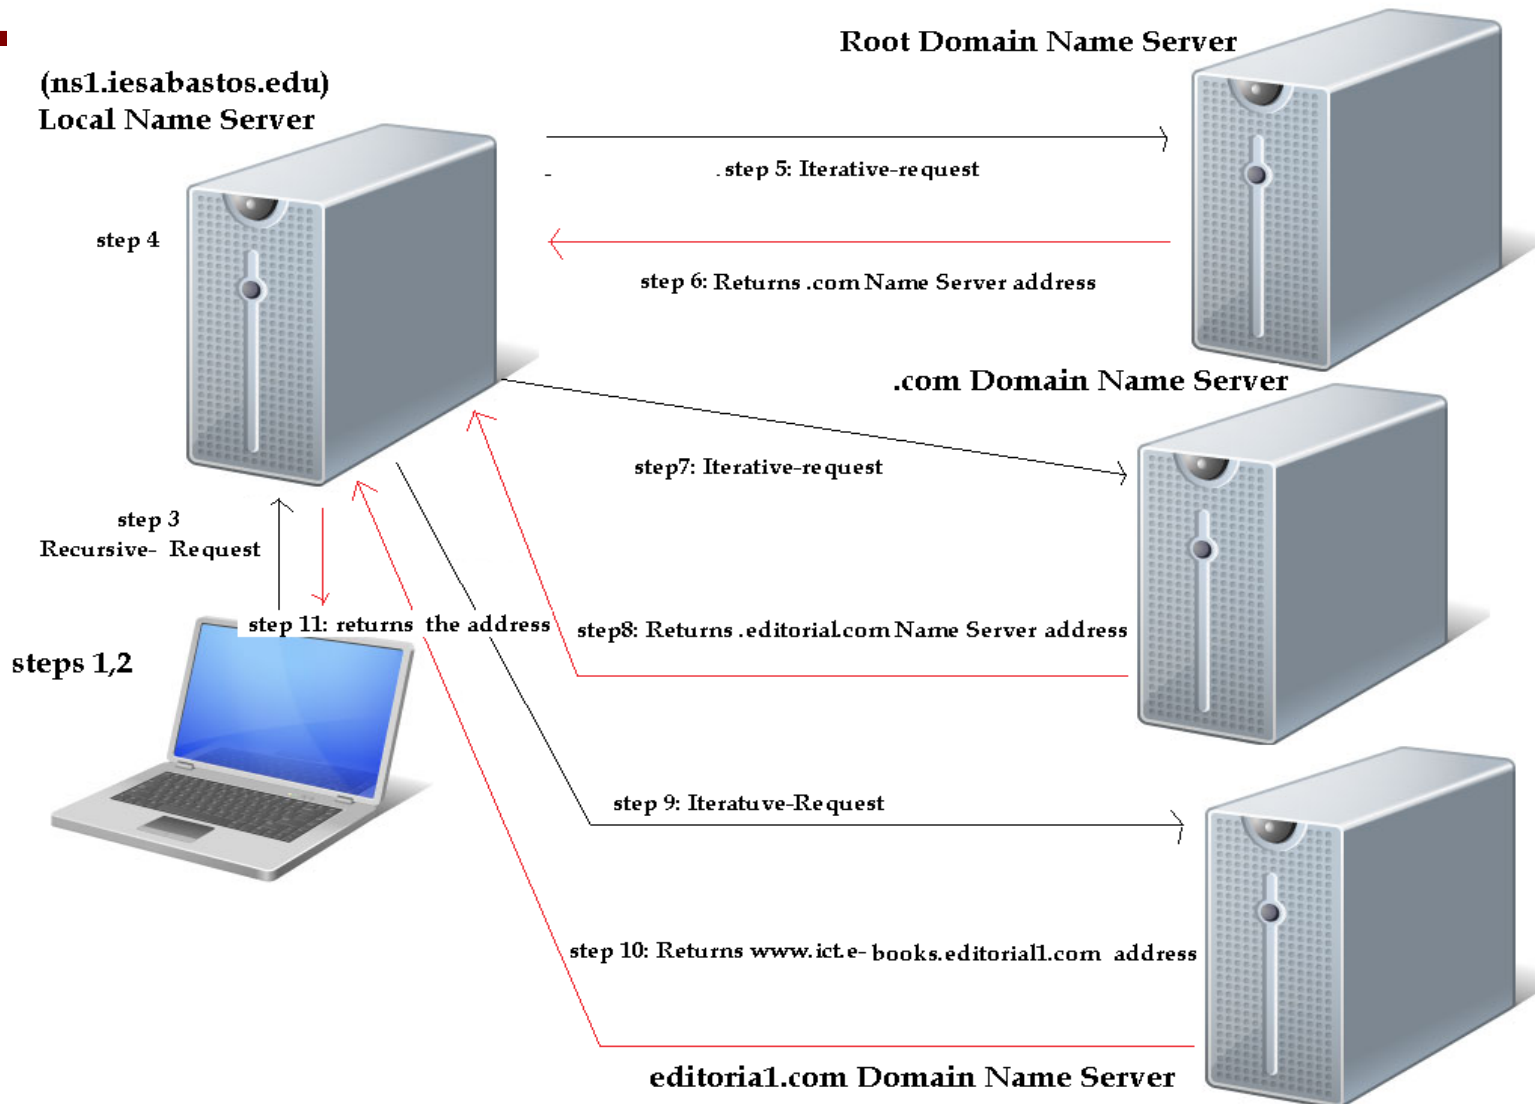 Root Domain Name Server
(ns1.iesabastos.edu)
Local Name Server
. step 5: Iterative-request
step 4
step 6: Returns .com Name Server address
.com Domain Name Server
step7: Iterative-request
step 3
Recursive- Request
step 11: returns the address
step8: Returns .editorial.com Name Server address
steps 1,2
step 9: Iteratuve-Request
step 10: Returns www.ict.e-books.editorial1.com address
editoria1.com Domain Name Server